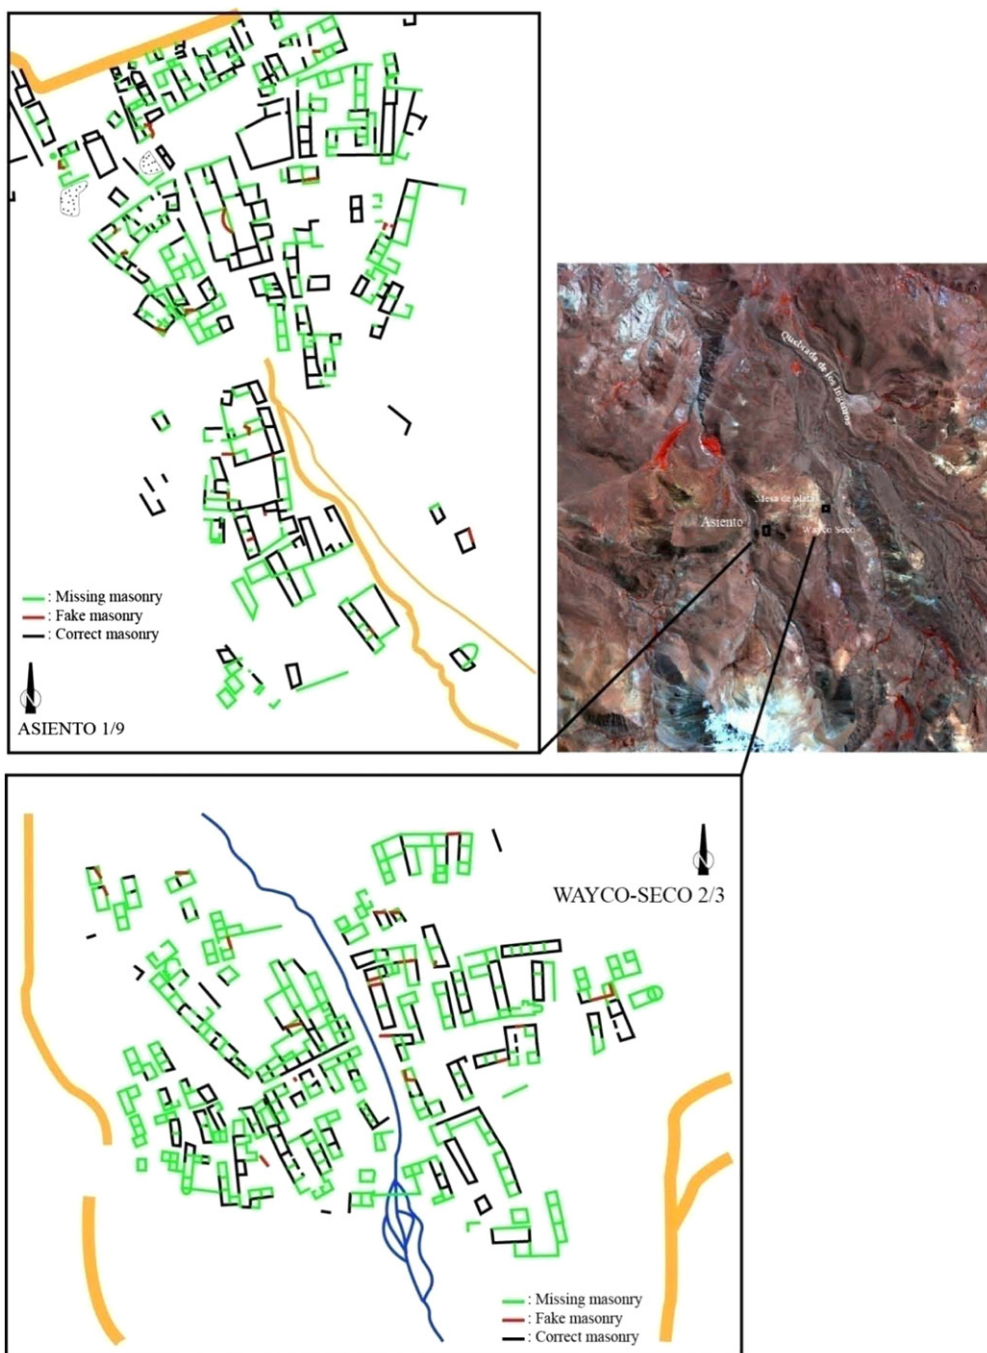 : Missing masonry
: Fake masonry
: Correct masonry
N
ASIENTO 1/9
Quebrada de los Ingenios
Mesa de plata
Asiento
Wayco Seco
N
WAYCO-SECO 2/3
: Missing masonry
: Fake masonry
: Correct masonry